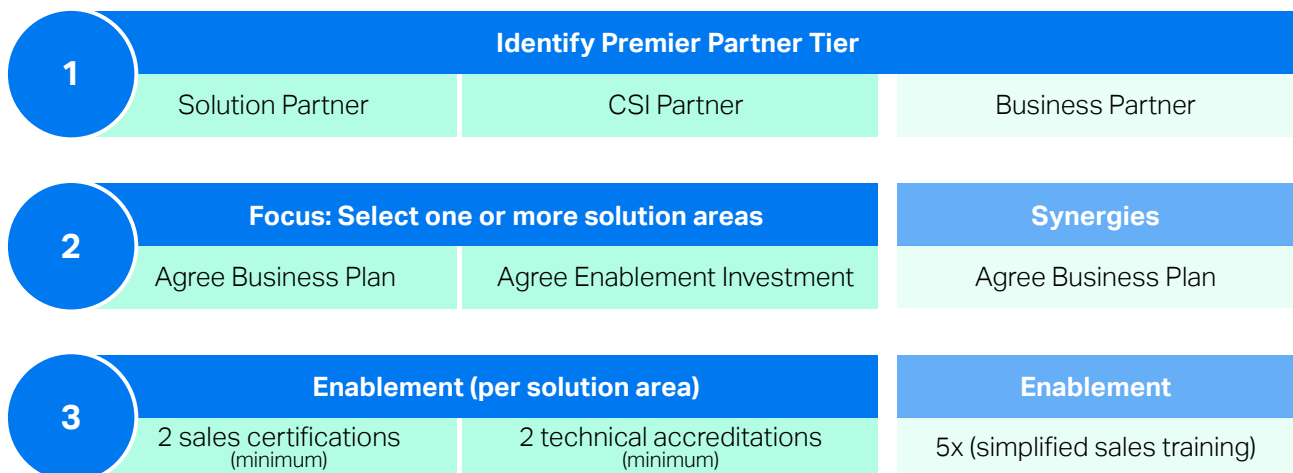 1
Identify Premier Partner Tier
Solution Partner
CSI Partner
Business Partner
2
Focus: Select one or more solution areas
Synergies
Agree Business Plan
Agree Enablement Investment
Agree Business Plan
3
Enablement (per solution area)
Enablement
2 sales certifications
(minimum)
2 technical accreditations
(minimum)
5x (simplified sales training)